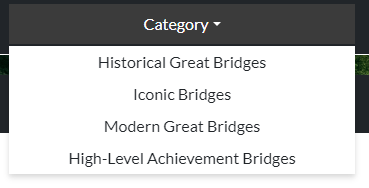 Category
Historical Great Bridges
Iconic Bridges
Modern Great Bridges
High-Level Achievement Bridges